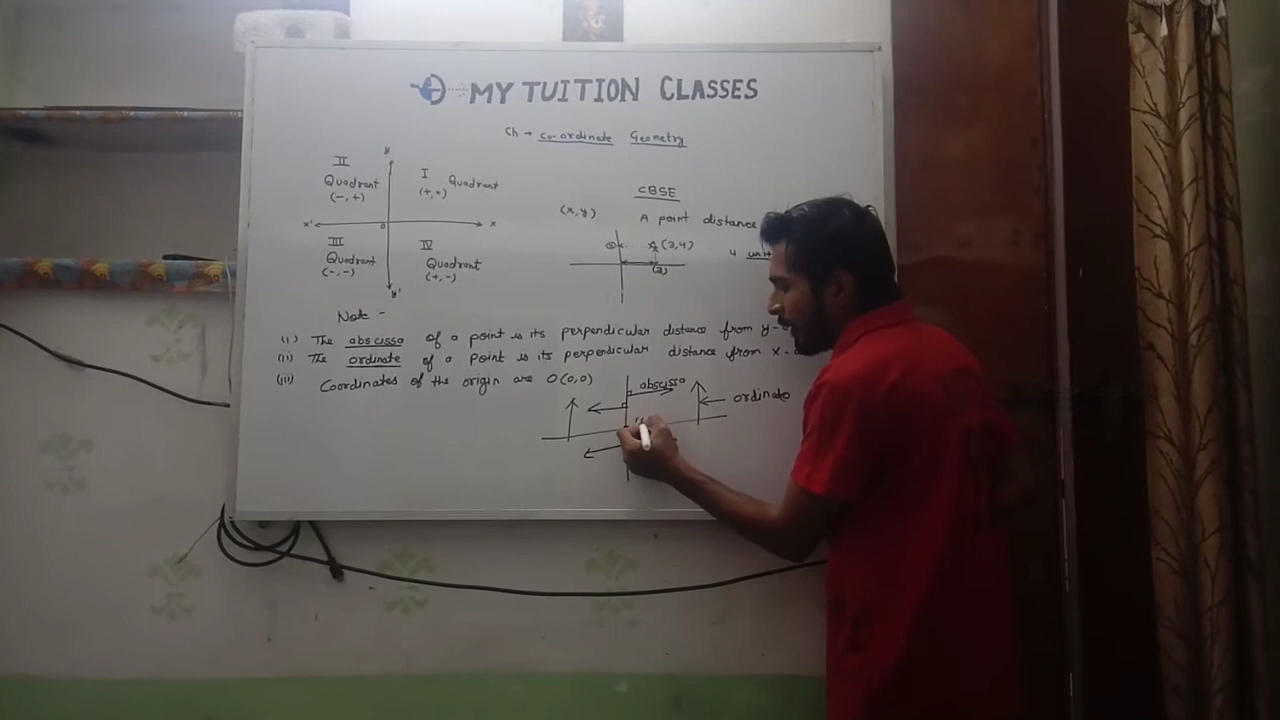 MY TUITION CLASSES
Ch → Co-ordinate Geometry
y
II
Quadrant
(-, +)
I Quadrant
(+, +)
x'
o
x
III
Quadrant
(-, -)
IV
Quadrant
(+, -)
y'
CBSE
(x, y)
A point distance
(3,4)
4 unit
(3)
Note -
(i) The abscissa of a point is its perpendicular distance from y-
(ii) The ordinate of a point is its perpendicular distance from x-
(iii) Coordinates of the origin are O(0,0)
abscissa
ordinate